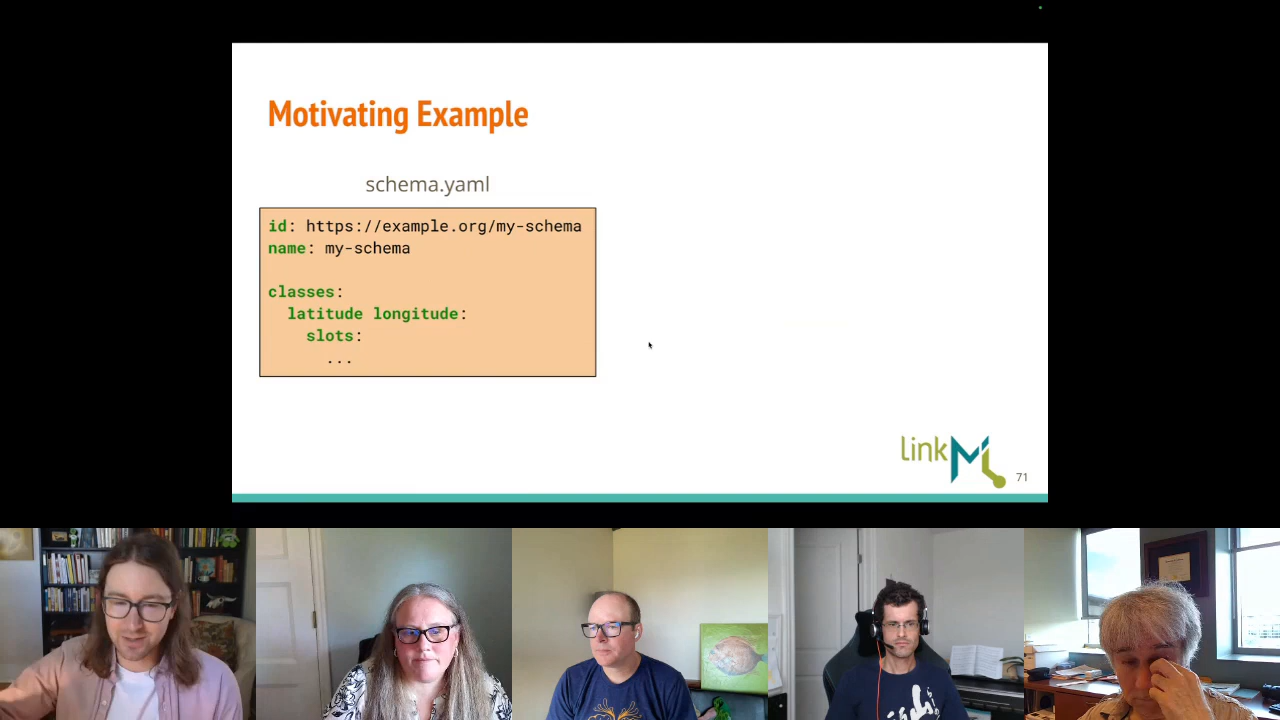 Motivating Example
schema.yaml
id: https://example.org/my-schema
name: my-schema
classes:
latitude longitude:
slots:
...
linkML
71